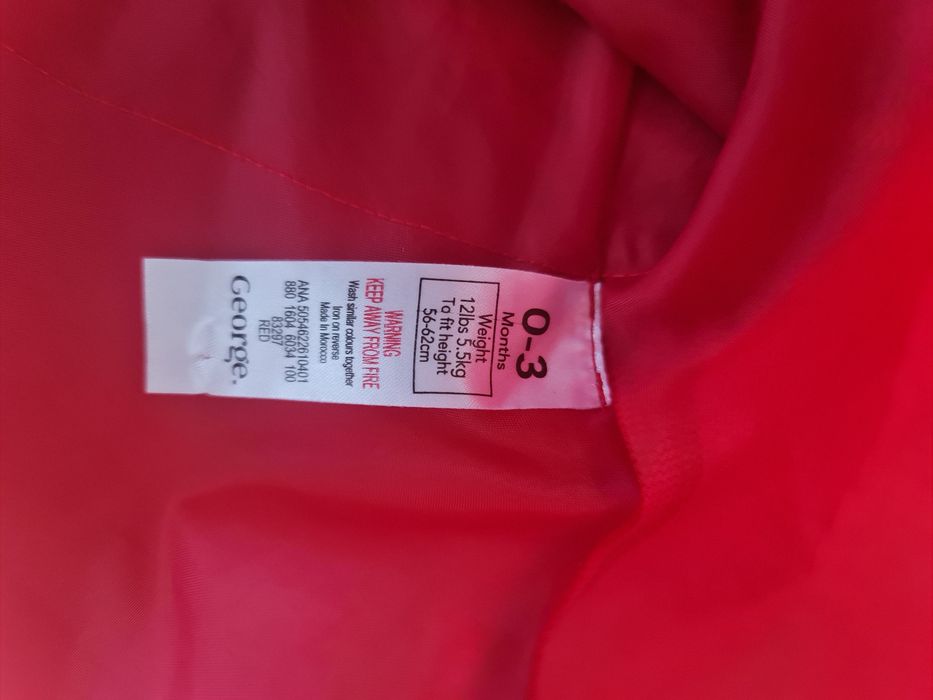 0-3
Months
Weight
12lbs 5.5kg
To fit height
56-62cm
WARNING
KEEP AWAY FROM FIRE
Wash similar colours together
Iron on reverse
Made in Morocco
ANA 5054622610401
880 1604 6034 100
83297
RED
George.